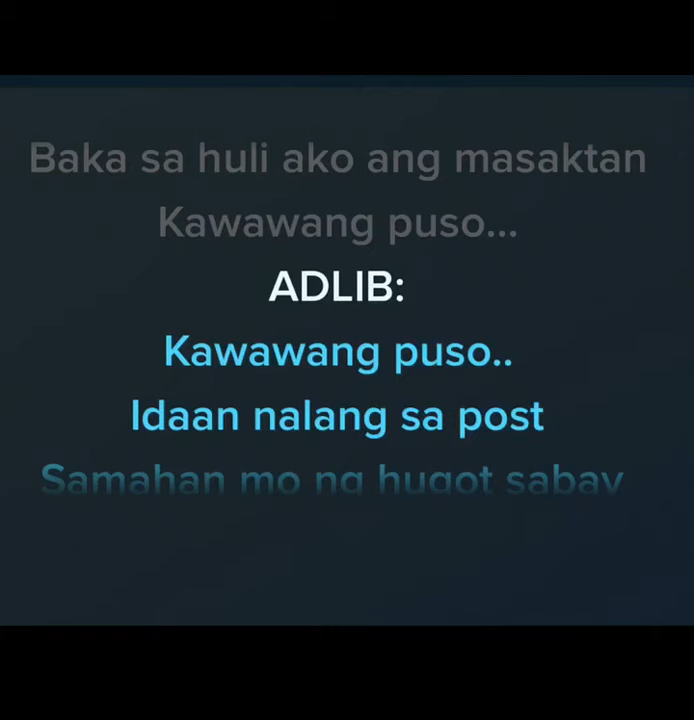 Baka sa huli ako ang masaktan
Kawawang puso...
ADLIB:
Kawawang puso..
Idaan nalang sa post
Samahan mo ng hugot sabay